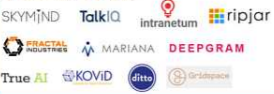 SKYMIND TalkIQ intranetum ripjar
FRACTAL INDUSTRIES MARIANA DEEPGRAM
True AI KOViD ditto Gridspace